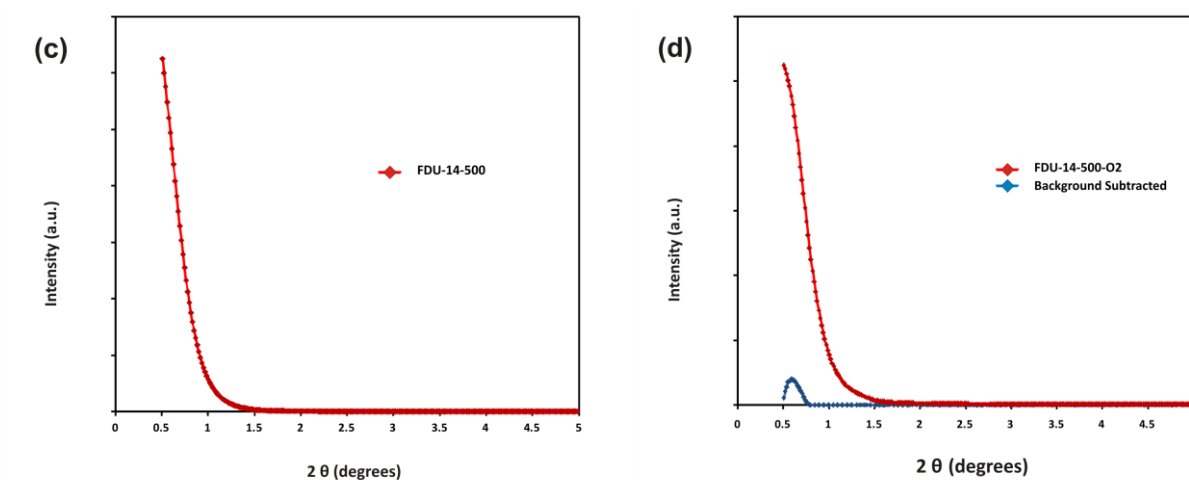 (c)
Intensity (a.u.)
FDU-14-500
0 0.5 1 1.5 2 2.5 3 3.5 4 4.5 5
2 θ (degrees)
(d)
Intensity (a.u.)
FDU-14-500-O2
Background Subtracted
0 0.5 1 1.5 2 2.5 3 3.5 4 4.5
2 θ (degrees)